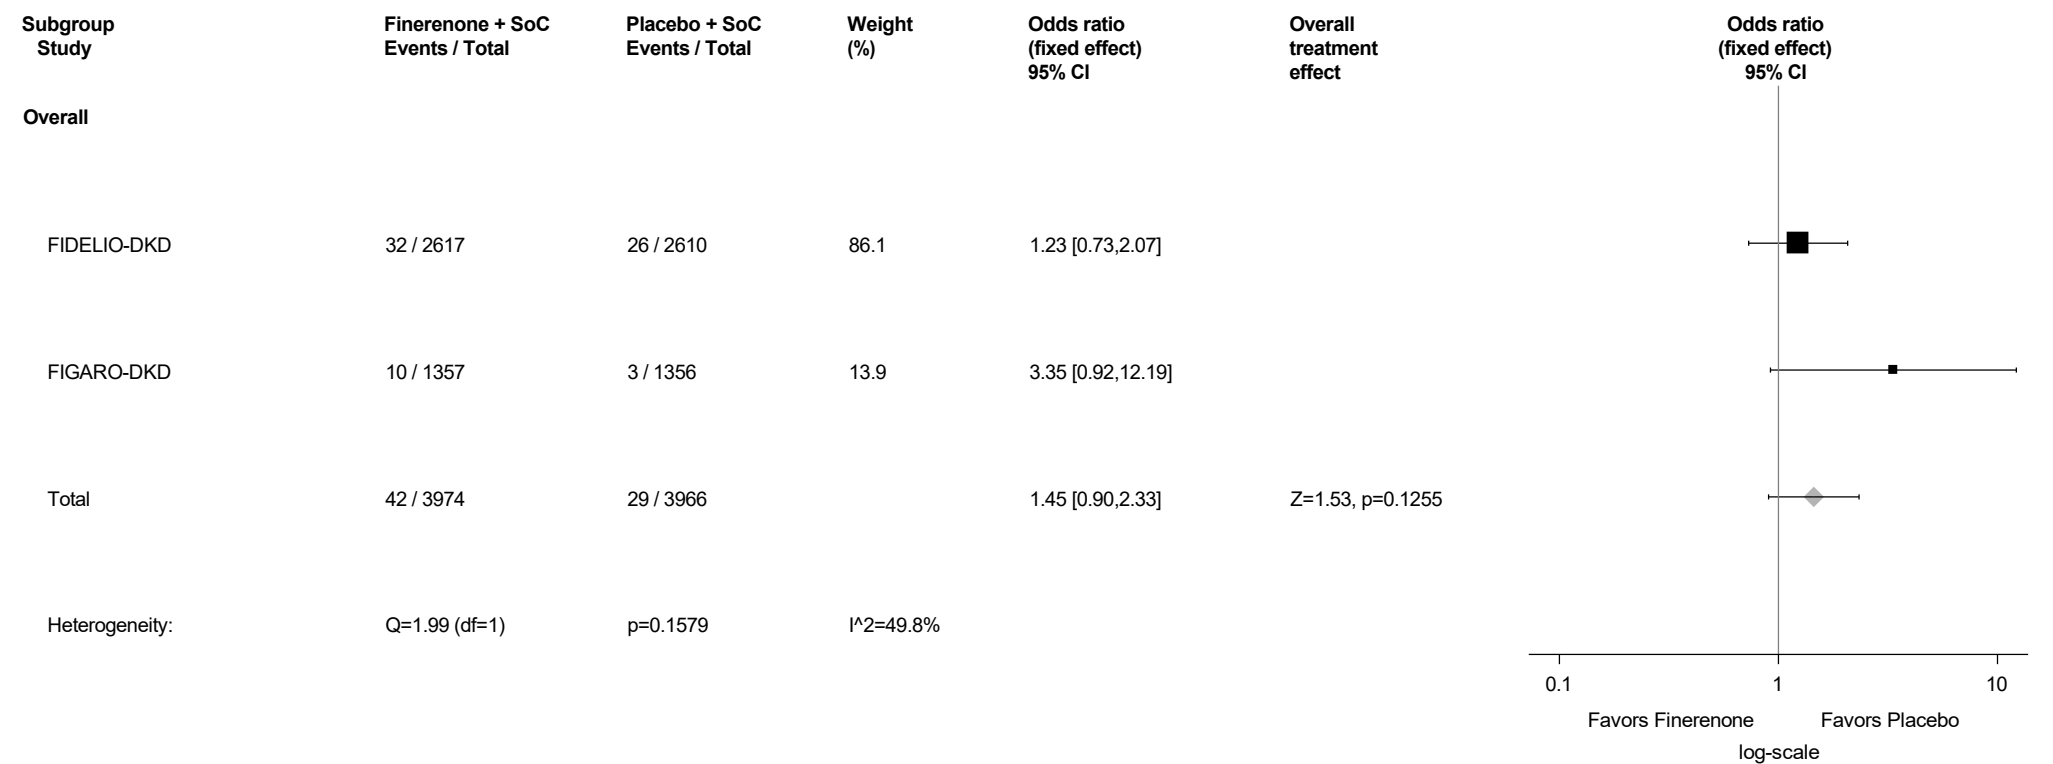 Subgroup Finerenone + SoC Placebo + SoC Weight Odds ratio Overall Odds ratio
Study Events / Total Events / Total (%) (fixed effect) treatment (fixed effect)
95% CI effect 95% CI
Overall
FIDELIO-DKD 32 / 2617 26 / 2610 86.1 1.23 [0.73,2.07]
FIGARO-DKD 10 / 1357 3 / 1356 13.9 3.35 [0.92,12.19]
Total 42 / 3974 29 / 3966 1.45 [0.90,2.33] Z=1.53, p=0.1255
Heterogeneity: Q=1.99 (df=1) p=0.1579 I^2=49.8%
0.1 1 10
Favors Finerenone Favors Placebo
log-scale